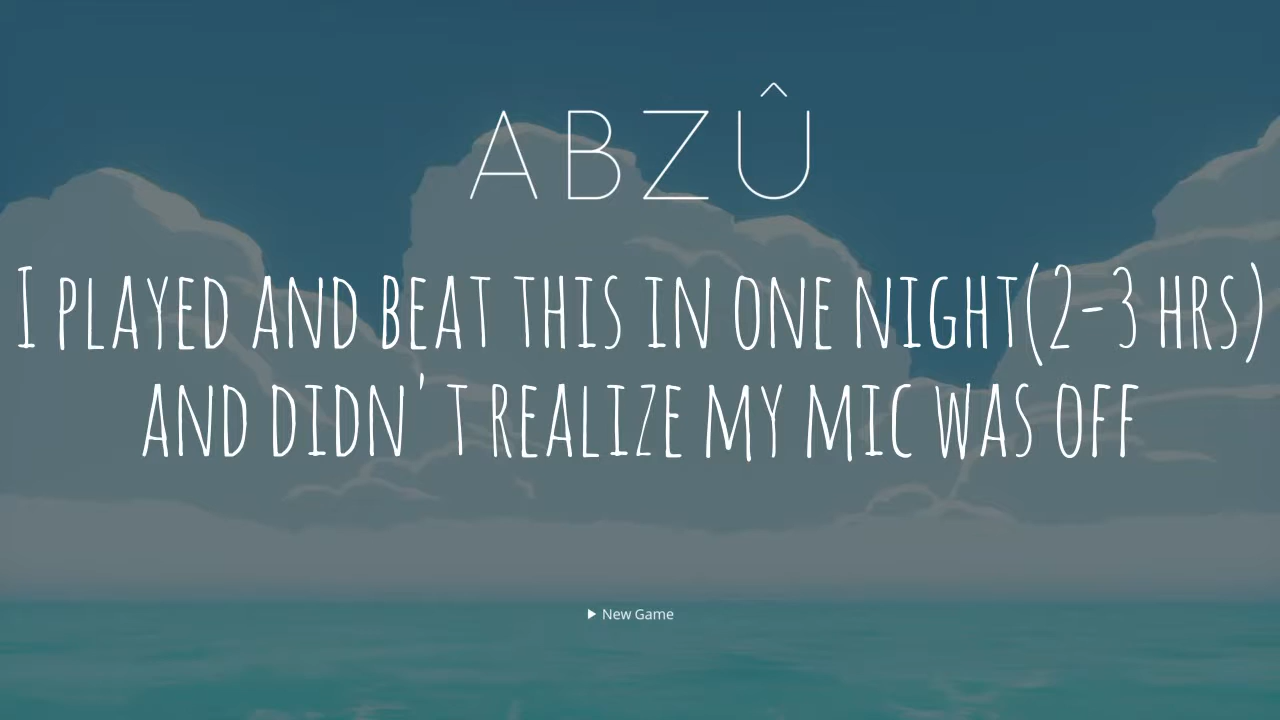 ABZÛ
I PLAYED AND BEAT THIS IN ONE NIGHT(2-3 HRS)
AND DIDN'T REALIZE MY MIC WAS OFF
New Game